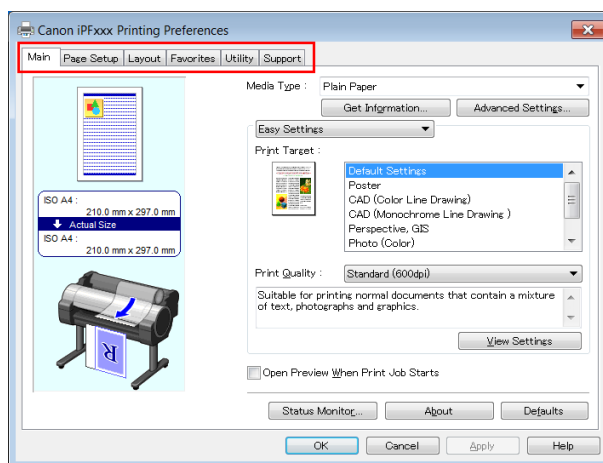 Canon iPFxxx Printing Preferences
Main Page Setup Layout Favorites Utility Support
Media Type : Plain Paper
Get Information... Advanced Settings...
Easy Settings
Print Target :
Default Settings
Poster
CAD (Color Line Drawing)
CAD (Monochrome Line Drawing )
Perspective, GIS
Photo (Color)
ISO A4 :
210.0 mm x 297.0 mm
Actual Size
ISO A4 :
210.0 mm x 297.0 mm
R
Print Quality : Standard (600dpi)
Suitable for printing normal documents that contain a mixture
of text, photographs and graphics.
View Settings
Open Preview When Print Job Starts
Status Monitor... About Defaults
OK Cancel Apply Help